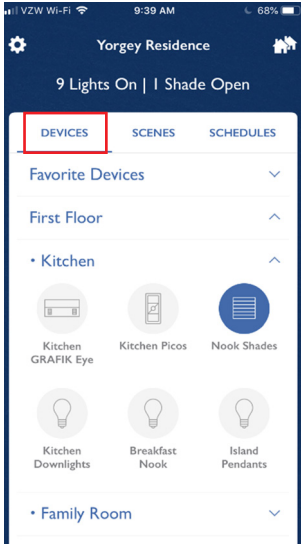 VZW Wi-Fi 9:39 AM 68%
Yorgey Residence
9 Lights On | 1 Shade Open
DEVICES SCENES SCHEDULES
Favorite Devices
First Floor
• Kitchen
Kitchen GRAFIK Eye
Kitchen Picos
Nook Shades
Kitchen Downlights
Breakfast Nook
Island Pendants
• Family Room